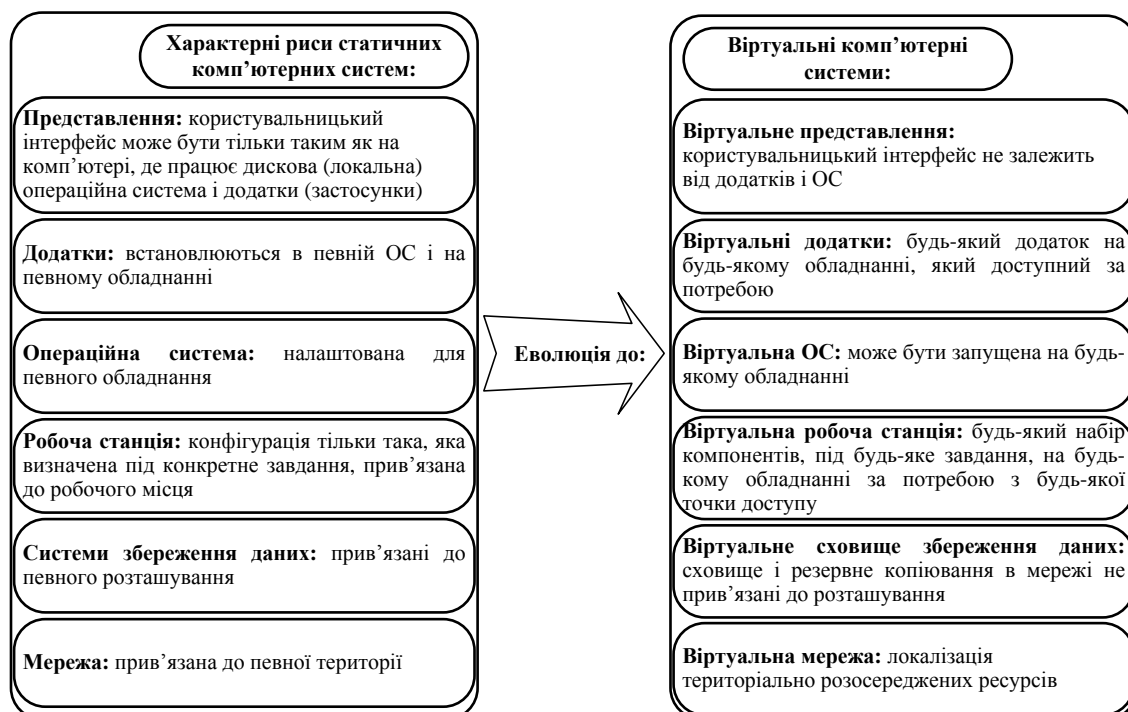 Характерні риси статичних
комп’ютерних систем:
Представлення: користувальницький
інтерфейс може бути тільки таким як на
комп’ютері, де працює дискова (локальна)
операційна система і додатки (застосунки)
Додатки: встановлюються в певній ОС і на
певному обладнанні
Операційна система: налаштована для
певного обладнання
Робоча станція: конфігурація тільки така, яка
визначена під конкретне завдання, прив’язана
до робочого місця
Системи збереження даних: прив’язані до
певного розташування
Мережа: прив’язана до певної території
Еволюція до:
Віртуальні комп’ютерні
системи:
Віртуальне представлення:
користувальницький інтерфейс не залежить
від додатків і ОС
Віртуальні додатки: будь-який додаток на
будь-якому обладнанні, який доступний за
потребою
Віртуальна ОС: може бути запущена на будь-
якому обладнанні
Віртуальна робоча станція: будь-який набір
компонентів, під будь-яке завдання, на будь-
кому обладнанні за потребою з будь-якої
точки доступу
Віртуальне сховище збереження даних:
сховище і резервне копіювання в мережі не
прив’язані до розташування
Віртуальна мережа: локалізація
територіально розосереджених ресурсів